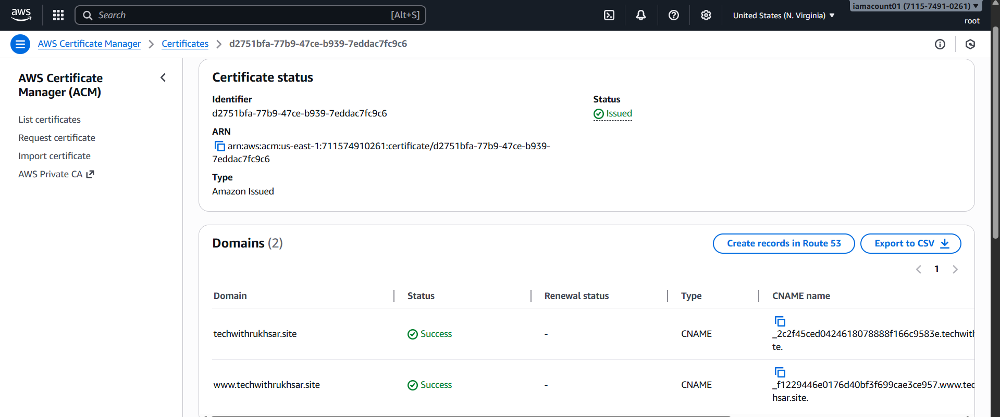 aws
Search
[Alt+S]
United States (N. Virginia)
iamacount01 (7115-7491-0261)
root
AWS Certificate Manager
Certificates
d2751bfa-77b9-47ce-b939-7eddac7fc9c6
AWS Certificate
Manager (ACM)
List certificates
Request certificate
Import certificate
AWS Private CA
Certificate status
Identifier
d2751bfa-77b9-47ce-b939-7eddac7fc9c6
ARN
arn:aws:acm:us-east-1:711574910261:certificate/d2751bfa-77b9-47ce-b939-
7eddac7fc9c6
Type
Amazon Issued
Status
Issued
Domains (2)
Create records in Route 53
Export to CSV
1
Domain
Status
Renewal status
Type
CNAME name
techwithrukhsar.site
Success
-
CNAME
_2c2f45ced0424618078888f166c9583e.techwith
te.
www.techwithrukhsar.site
Success
-
CNAME
_f1229446e0176d40bf3f699cae3ce957.www.tec
hsar.site.